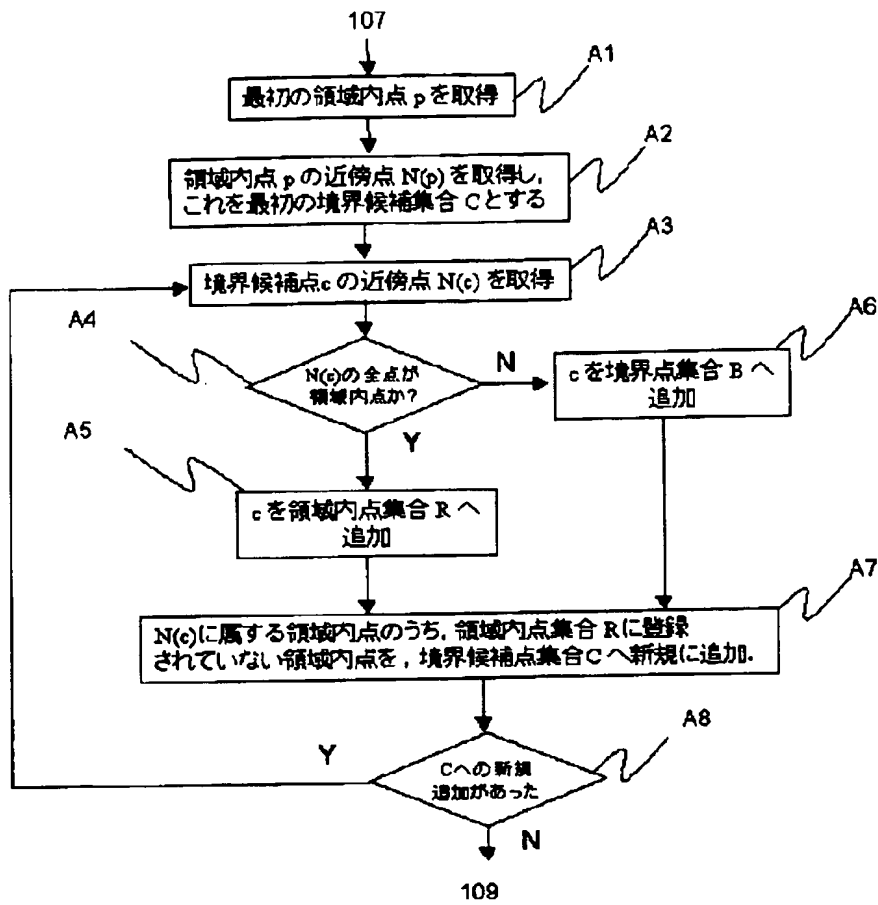 107
A1
最初の領域内点 p を取得
A2
領域内点 p の近傍点 N(p) を取得し,
これを最初の境界候補集合 C とする
A3
境界候補点c の近傍点 N(c) を取得
A4
N(c)の全点が
領域内点か?
N
A6
c を境界点集合 B へ
追加
Y
A5
c を領域内点集合 R へ
追加
A7
N(c)に属する領域内点のうち, 領域内点集合 Rに登録
されていない領域内点を, 境界候補点集合Cへ新規に追加.
A8
Y
Cへの新規
追加があった
N
109